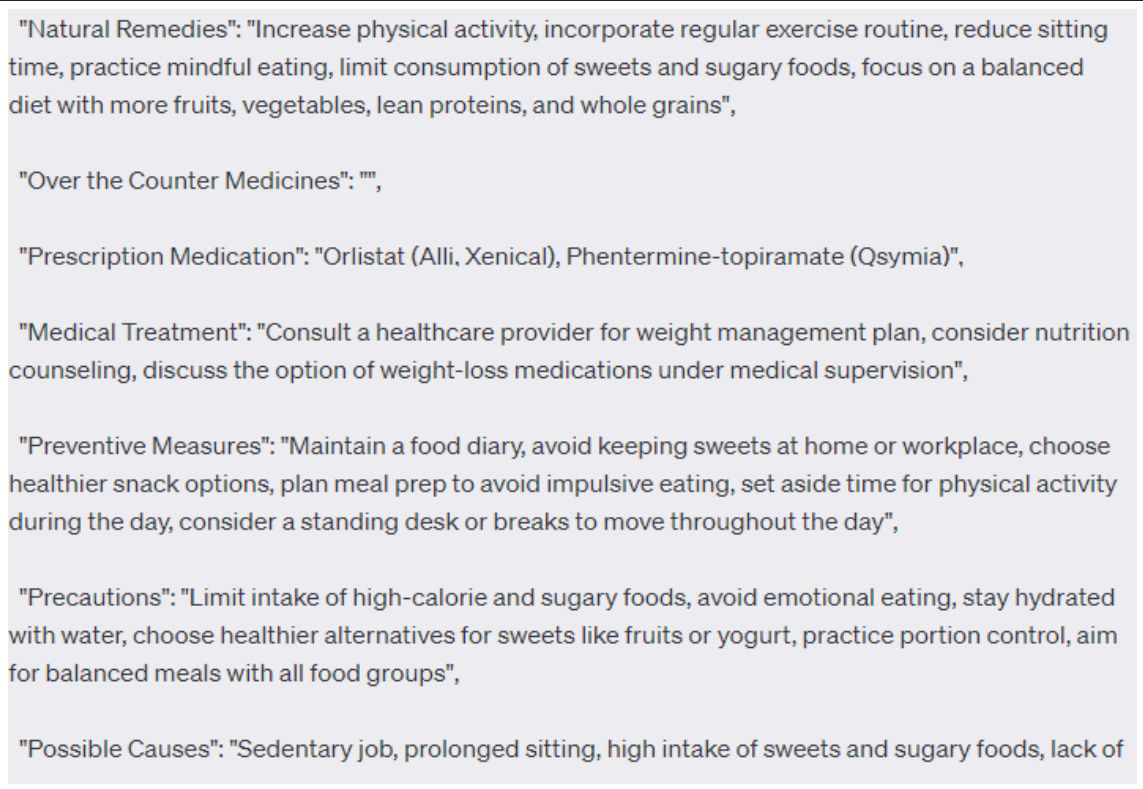 "Natural Remedies": "Increase physical activity, incorporate regular exercise routine, reduce sitting
time, practice mindful eating, limit consumption of sweets and sugary foods, focus on a balanced
diet with more fruits, vegetables, lean proteins, and whole grains",
"Over the Counter Medicines": "",
"Prescription Medication": "Orlistat (Alli, Xenical), Phentermine-topiramate (Qsymia)",
"Medical Treatment": "Consult a healthcare provider for weight management plan, consider nutrition
counseling, discuss the option of weight-loss medications under medical supervision",
"Preventive Measures": "Maintain a food diary, avoid keeping sweets at home or workplace, choose
healthier snack options, plan meal prep to avoid impulsive eating, set aside time for physical activity
during the day, consider a standing desk or breaks to move throughout the day",
"Precautions": "Limit intake of high-calorie and sugary foods, avoid emotional eating, stay hydrated
with water, choose healthier alternatives for sweets like fruits or yogurt, practice portion control, aim
for balanced meals with all food groups",
"Possible Causes": "Sedentary job, prolonged sitting, high intake of sweets and sugary foods, lack of